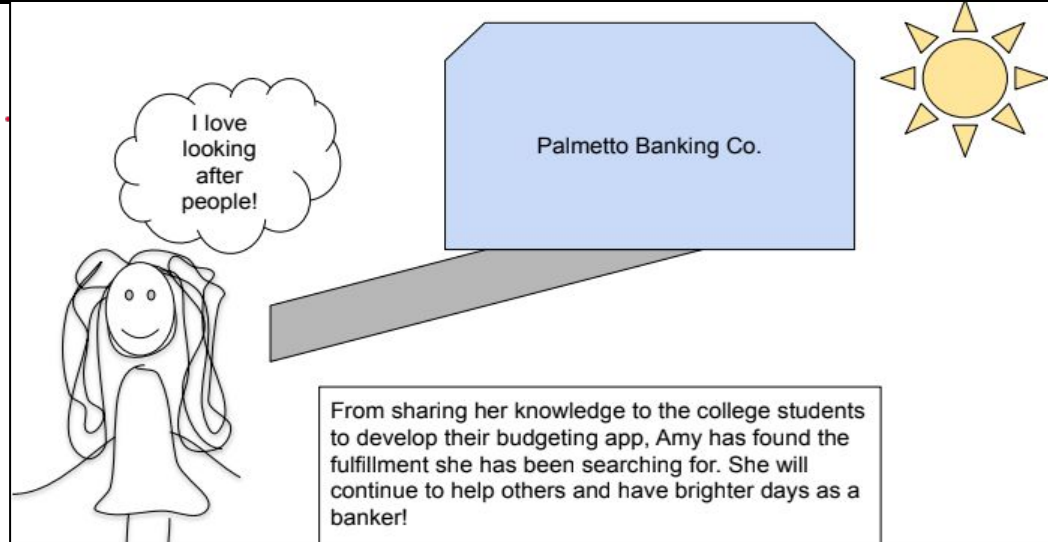 I love
looking
after
people!
Palmetto Banking Co.
From sharing her knowledge to the college students
to develop their budgeting app, Amy has found the
fulfillment she has been searching for. She will
continue to help others and have brighter days as a
banker!